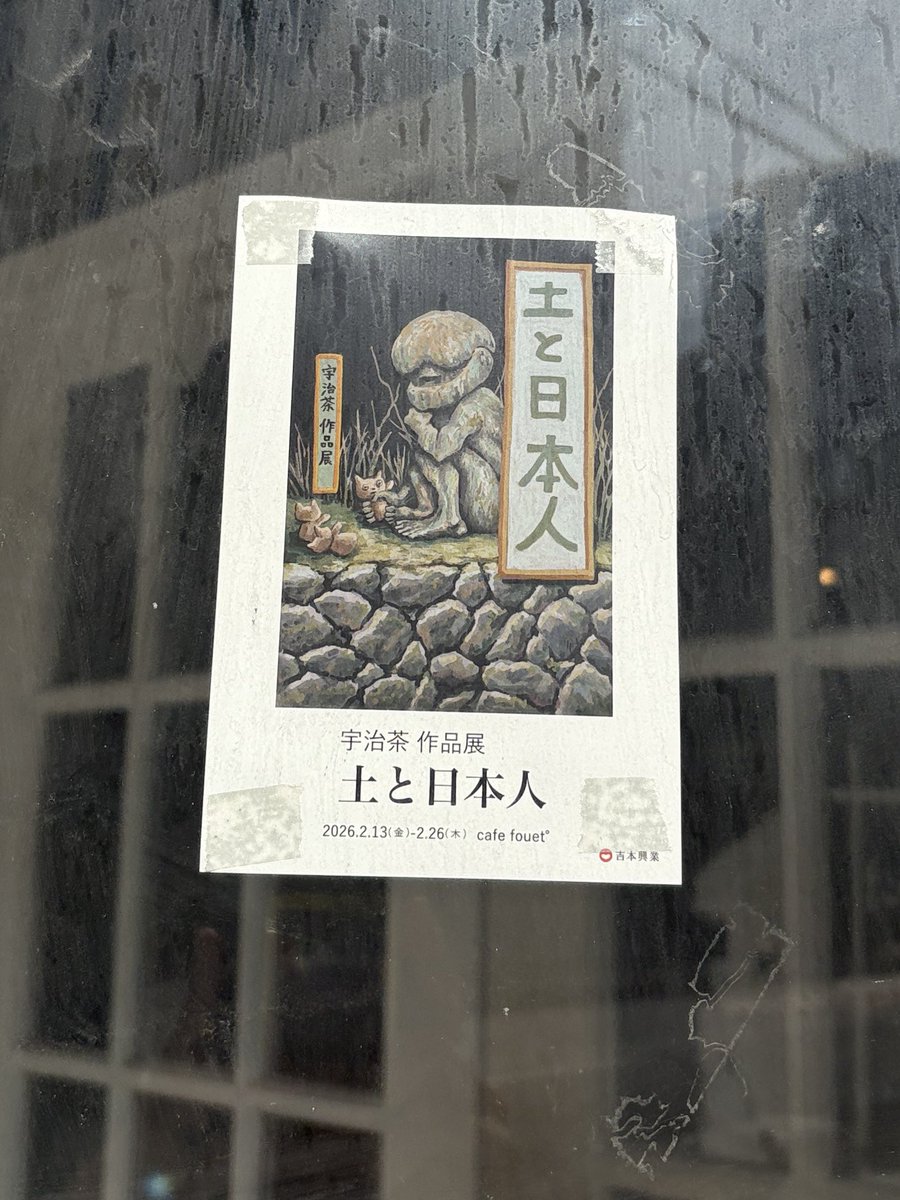 土と日本人
宇治茶 作品展
宇治茶 作品展
土と日本人
2026.2.13(金)-2.26(木) cafe fouet°
吉本興業